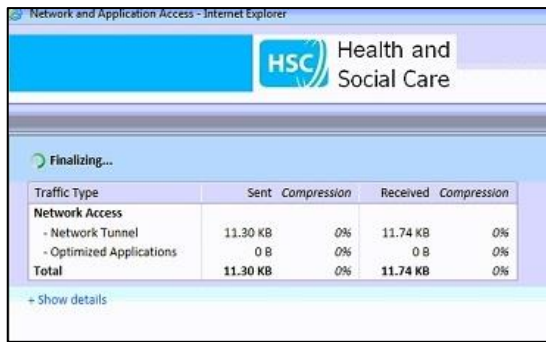 Network and Application Access - Internet Explorer
HSC Health and
Social Care
Finalizing...
Traffic Type Sent Compression Received Compression
Network Access
- Network Tunnel 11.30 KB 0% 11.74 KB 0%
- Optimized Applications 0 B 0% 0 B 0%
Total 11.30 KB 0% 11.74 KB 0%
+ Show details